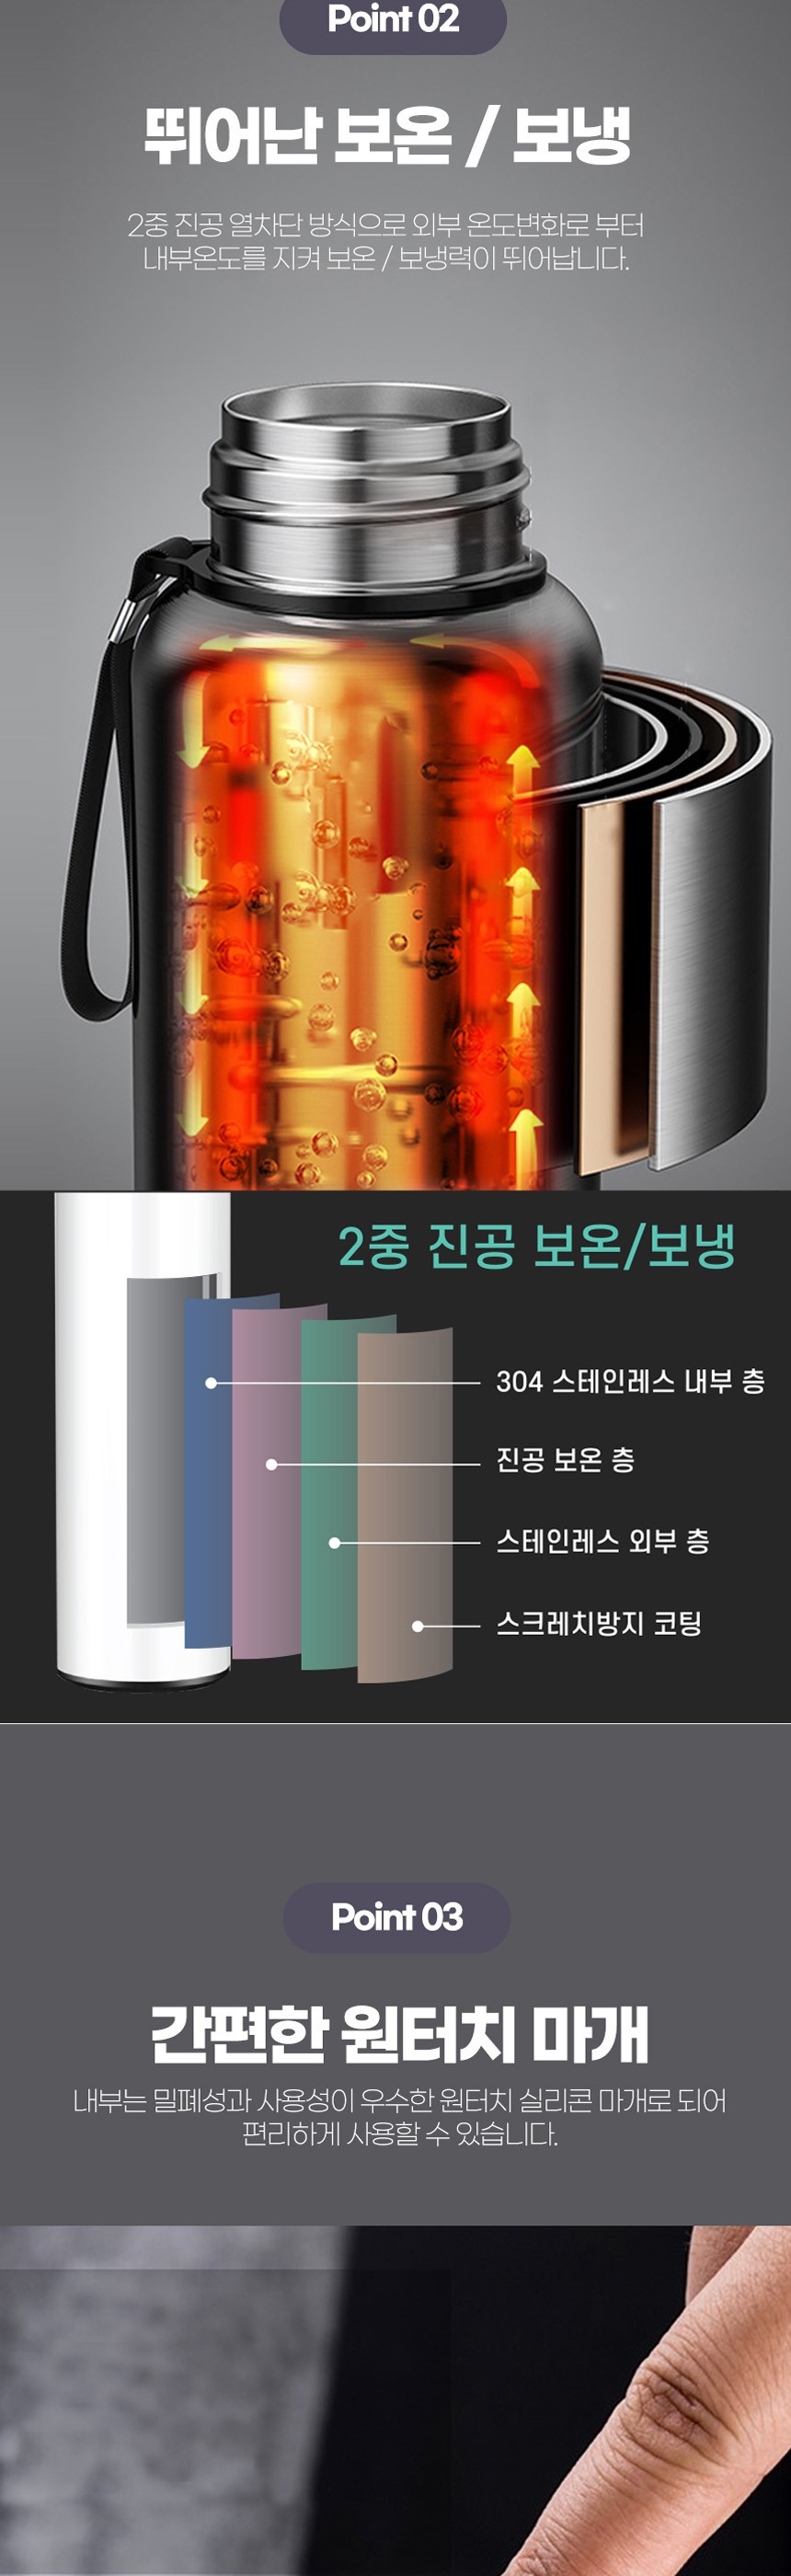 Point 02
뛰어난 보온 / 보냉
2중 진공 열차단 방식으로 외부 온도변화로 부터
내부온도를 지켜 보온 / 보냉력이 뛰어납니다.
2중 진공 보온/보냉
304 스테인레스 내부 층
진공 보온 층
스테인레스 외부 층
스크레치방지 코팅
Point 03
간편한 원터치 마개
내부는 밀폐성과 사용성이 우수한 원터치 실리콘 마개로 되어
편리하게 사용할 수 있습니다.